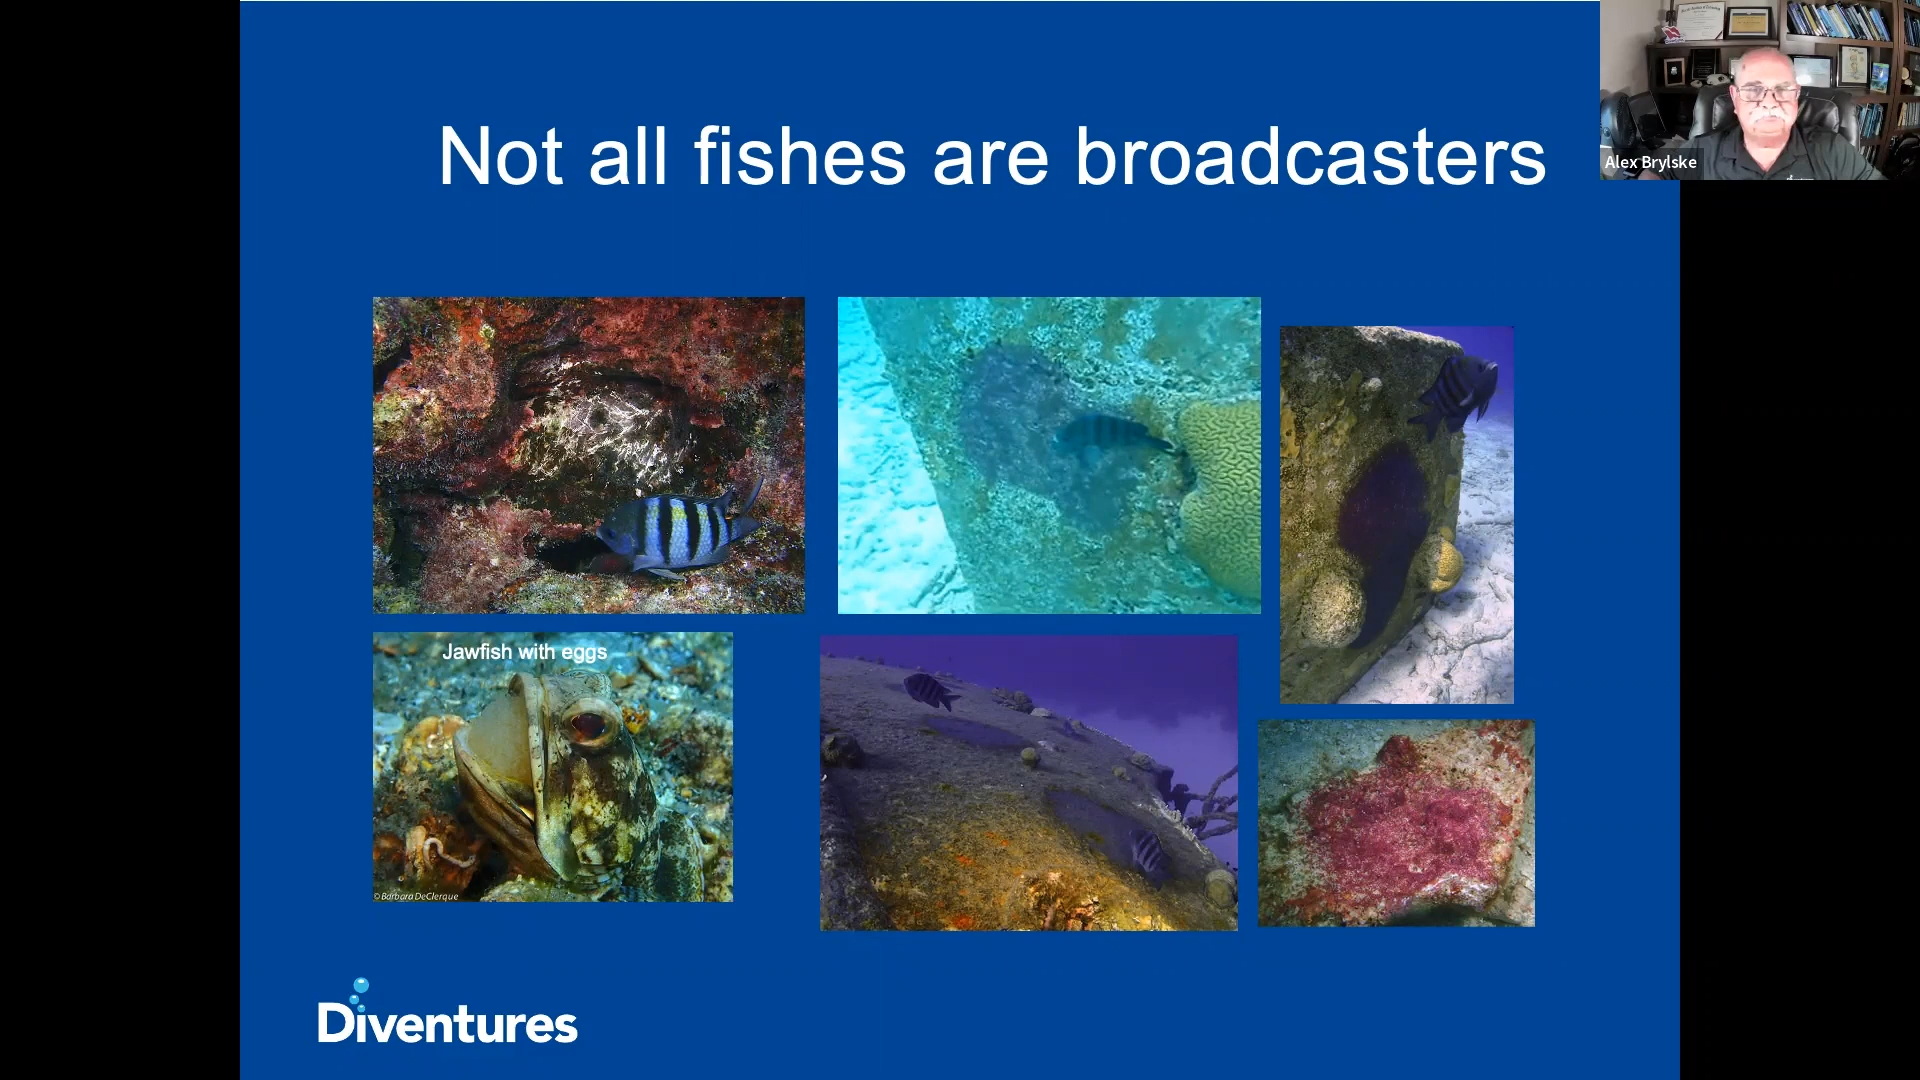 Not all fishes are broadcasters
Alex Brylske
Jawfish with eggs
©Barbara DeClerque
Diventures